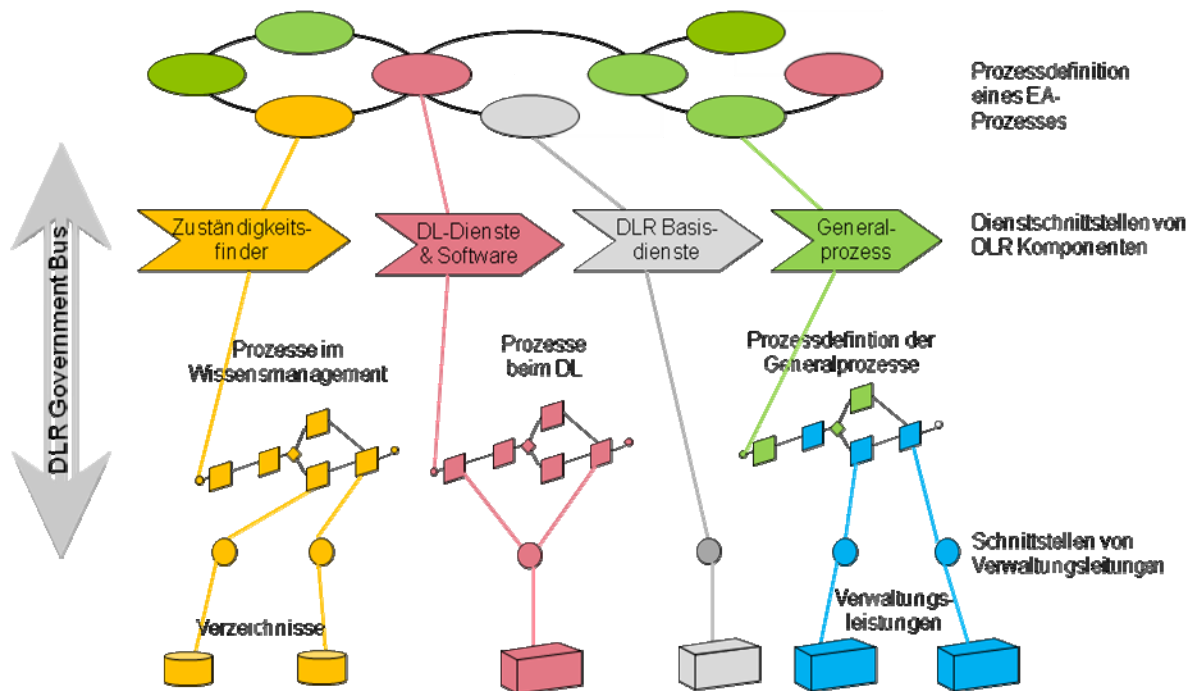 Prozessdefinition
eines EA-
Prozesses
DLR Government Bus
Zuständigkeits-
finder
DL-Dienste
& Software
DLR Basis-
dienste
General-
prozess
Dienstschnittstellen von
DLR Komponenten
Prozesse im
Wissensmanagement
Prozesse
beim DL
Prozessdefintion der
Generalprozesse
Schnittstellen von
Verwaltungsleitungen
Verzeichnisse
Verwaltungs-
leistungen